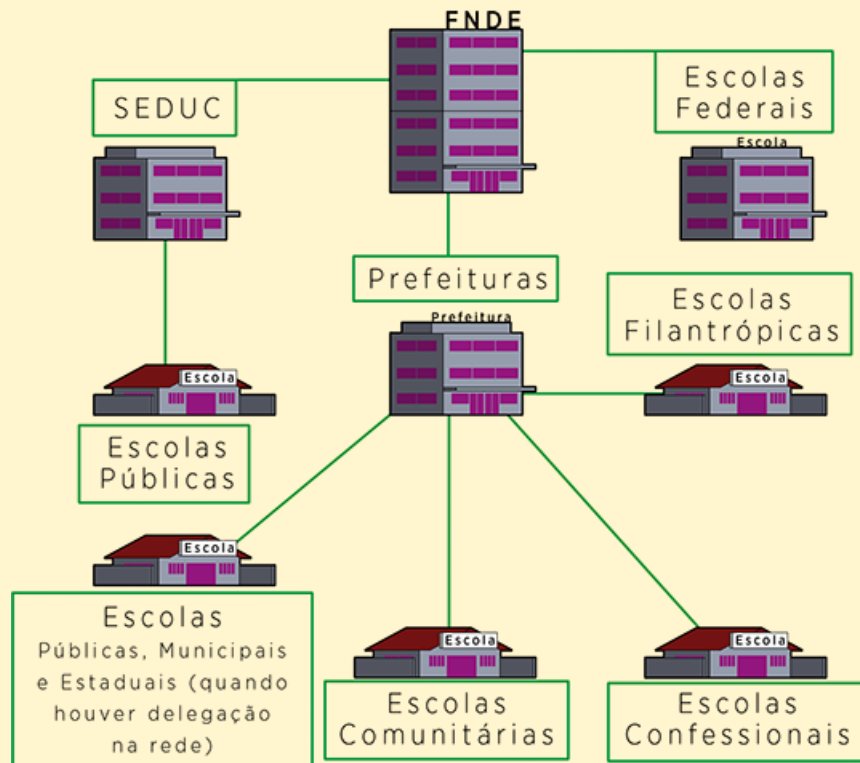 FNDE
SEDUC
Escolas
Federais
Escola
Prefeituras
Prefeitura
Escolas
Filantrópicas
Escola
Escola
Escolas
Públicas
Escola
Escolas
Públicas, Municipais
e Estaduais (quando
houver delegação
na rede)
Escola
Escolas
Comunitárias
Escola
Escolas
Confessionais